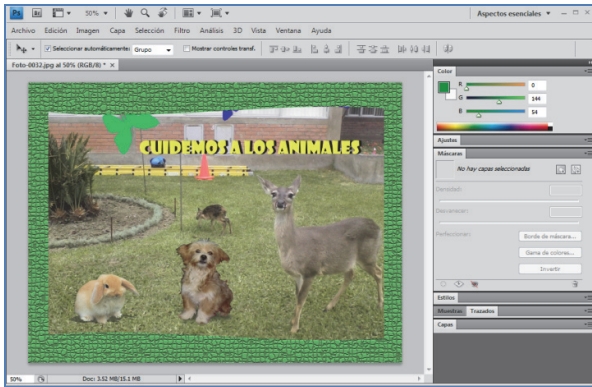 Ps Br 50% Aspectos esenciales
Archivo Edición Imagen Capa Selección Filtro Análisis 3D Vista Ventana Ayuda
Seleccionar automáticamente: Grupo Mostrar controles transf.
Foto-0032.jpg al 50% (RGB/8) * ×
Color
R 0
G 144
B 54
Ajustes
Máscaras
No hay capas seleccionadas
Densidad:
Desvanecer:
Perfeccionar:
Borde de máscara...
Gama de colores...
Invertir
Estilos
Muestras Trazados
Capas
CUIDEMOS A LOS ANIMALES
50% Doc: 3.52 MB/15.1 MB